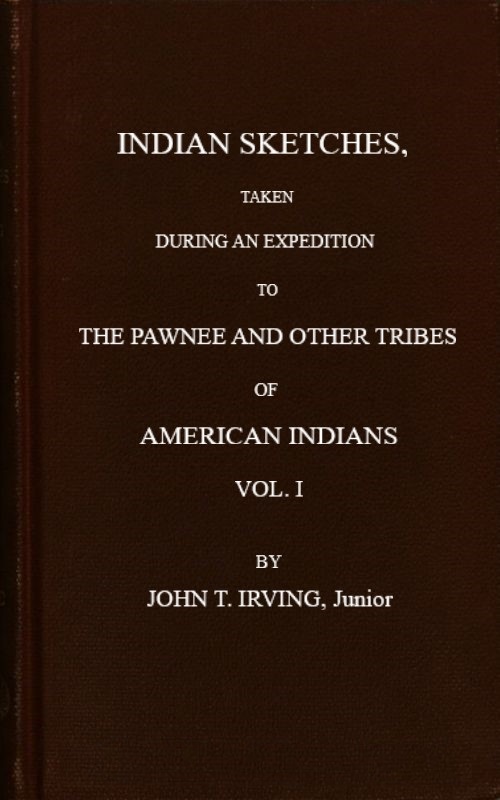 INDIAN SKETCHES,
TAKEN
DURING AN EXPEDITION
TO
THE PAWNEE AND OTHER TRIBES
OF
AMERICAN INDIANS
VOL. I
BY
JOHN T. IRVING, Junior